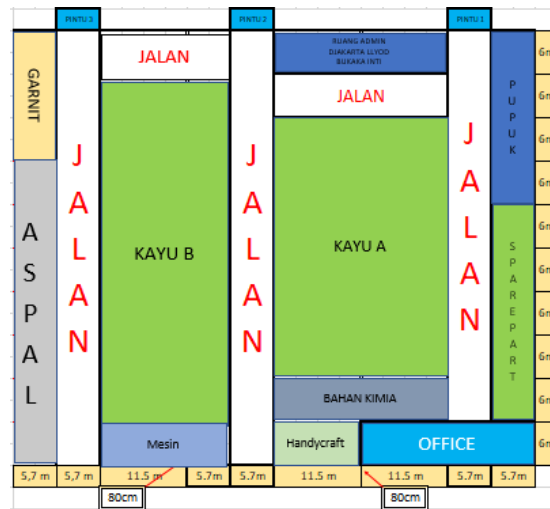 PINTU 3
PINTU 2
PINTU 1
GARNIT
JALAN
JALAN
RUANG ADMIN
DJAKARTA LLYOD
BUKAKA INTI
JALAN
JALAN
JALAN
PUPUK
ASPAL
KAYU B
KAYU A
SPAREPART
BAHAN KIMIA
Mesin
Handycraft
OFFICE
5,7 m
5,7 m
11.5 m
5.7m
11.5 m
11.5 m
5.7m
5.7m
80cm
80cm